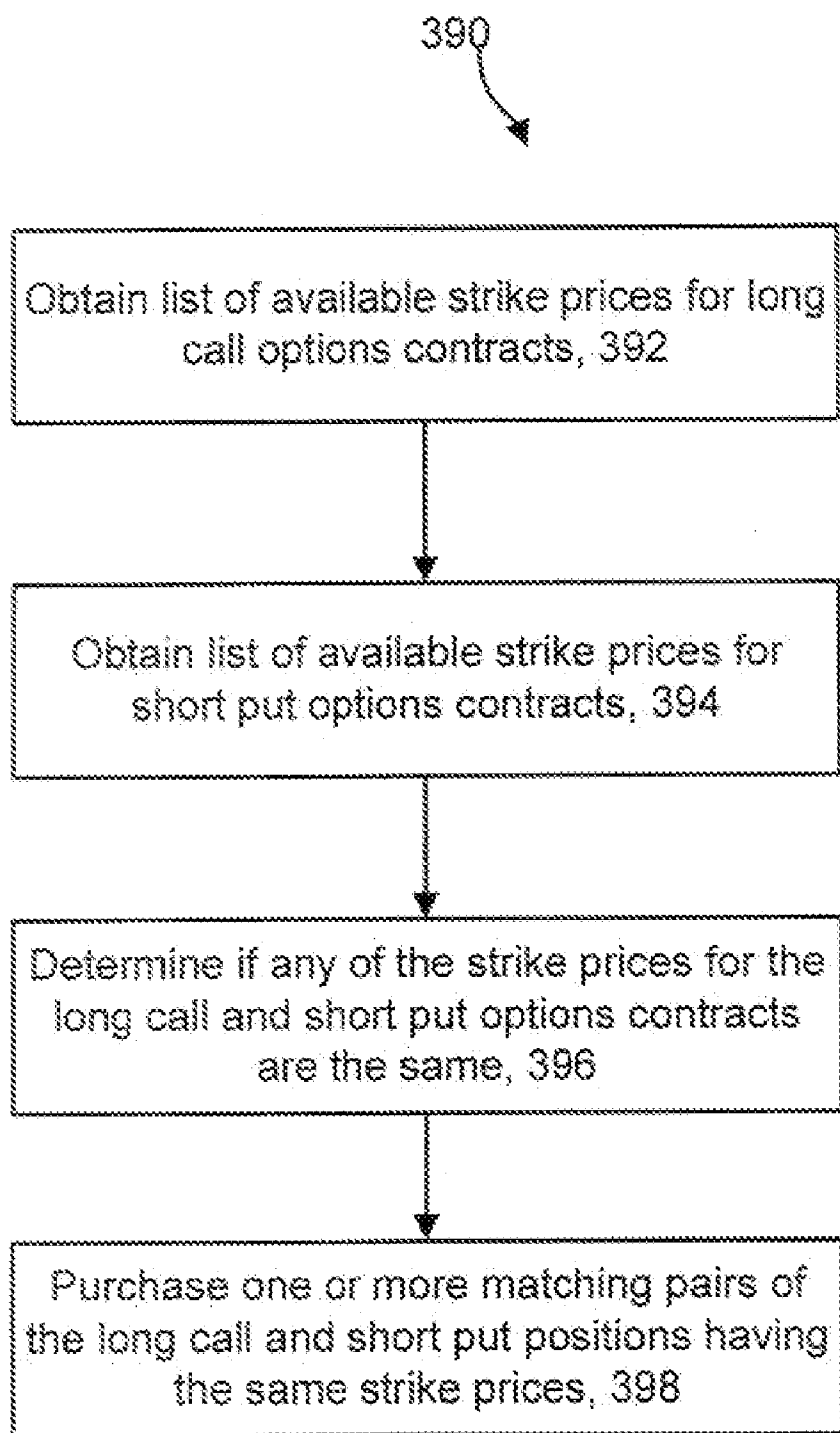 390
Obtain list of available strike prices for long
call options contracts, 392
Obtain list of available strike prices for
short put options contracts, 394
Determine if any of the strike prices for the
long call and short put options contracts
are the same, 396
Purchase one or more matching pairs of
the long call and short put positions having
the same strike prices, 398